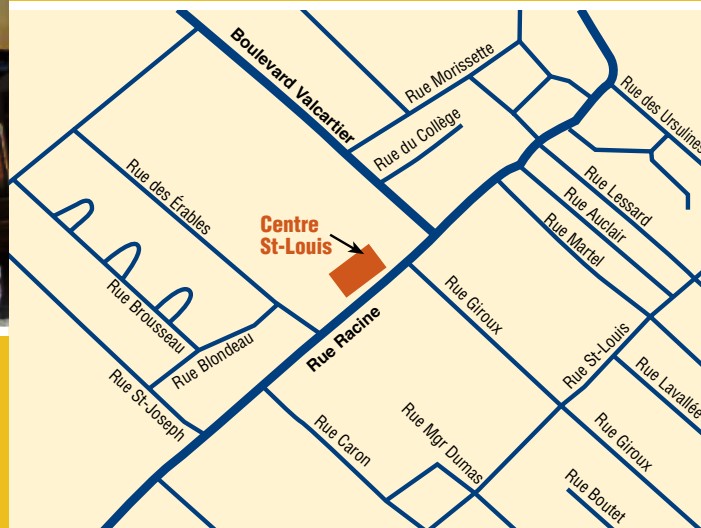 Boulevard Valcartier
Rue Morissette
Rue des Ursulines
Rue du Collège
Rue des Érables
Rue Lessard
Rue Auclair
Rue Martel
Centre
St-Louis
Rue Giroux
Rue Brousseau
Rue Blondeau
Rue Racine
Rue St-Louis
Rue Lavallée
Rue St-Joseph
Rue Caron
Rue Mgr Dumas
Rue Giroux
Rue Boutet